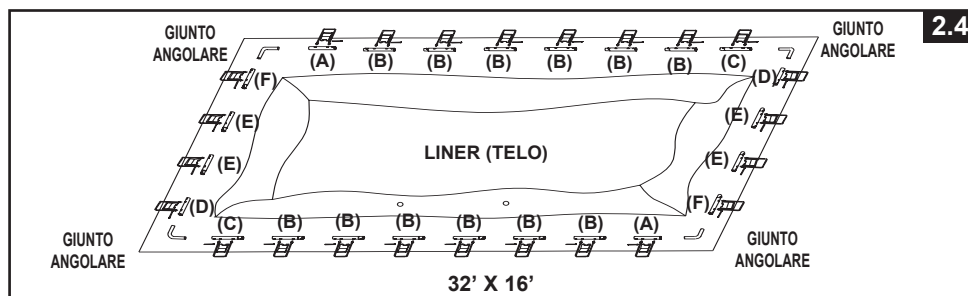 2.4
GIUNTO
ANGOLARE
GIUNTO
ANGOLARE
(A) (B) (B) (B) (B) (B) (B) (C)
(F) (D)
(E) (E)
LINER (TELO)
(E) (E)
(D) (F)
(C) (B) (B) (B) (B) (B) (B) (A)
GIUNTO
ANGOLARE
GIUNTO
ANGOLARE
32’ X 16’